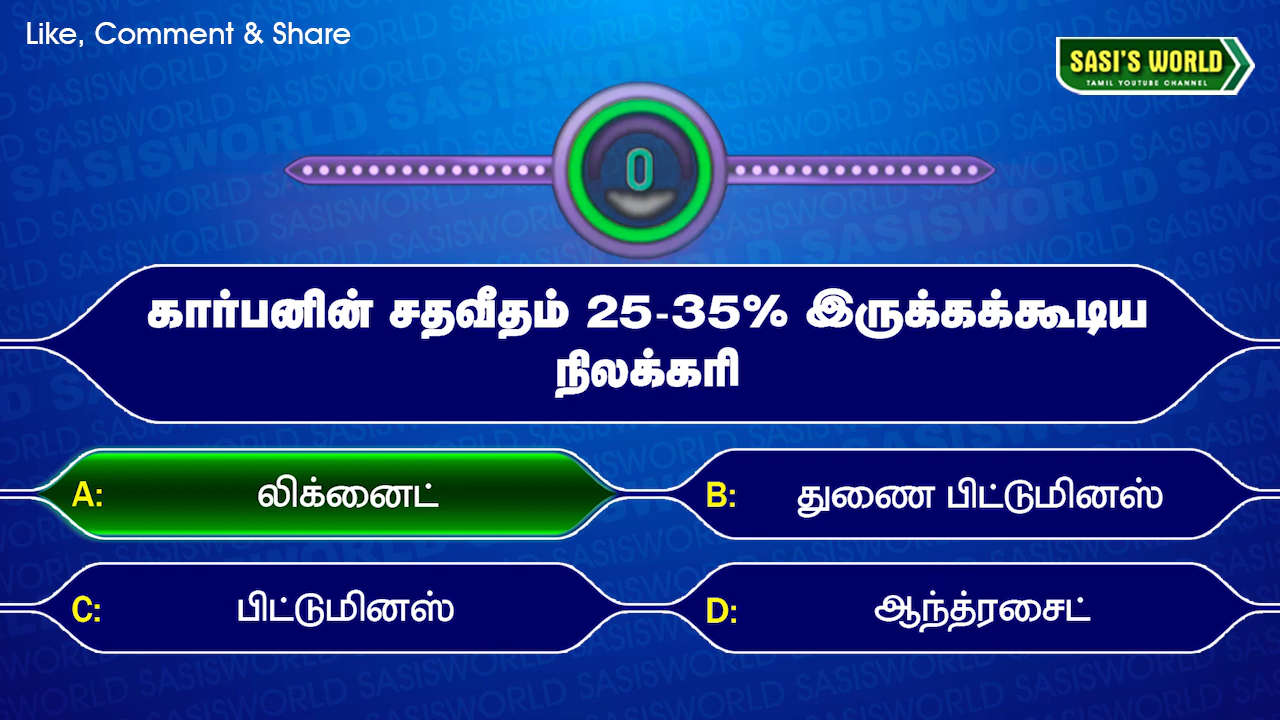 Like, Comment & Share
SASI'S WORLD
TAMIL YOUTUBE CHANNEL
0
கார்பனின் சதவீதம் 25-35% இருக்கக்கூடிய
நிலக்கரி
A: லிக்னைட்
B: துணை பிட்டுமினஸ்
C: பிட்டுமினஸ்
D: ஆந்த்ரசைட்